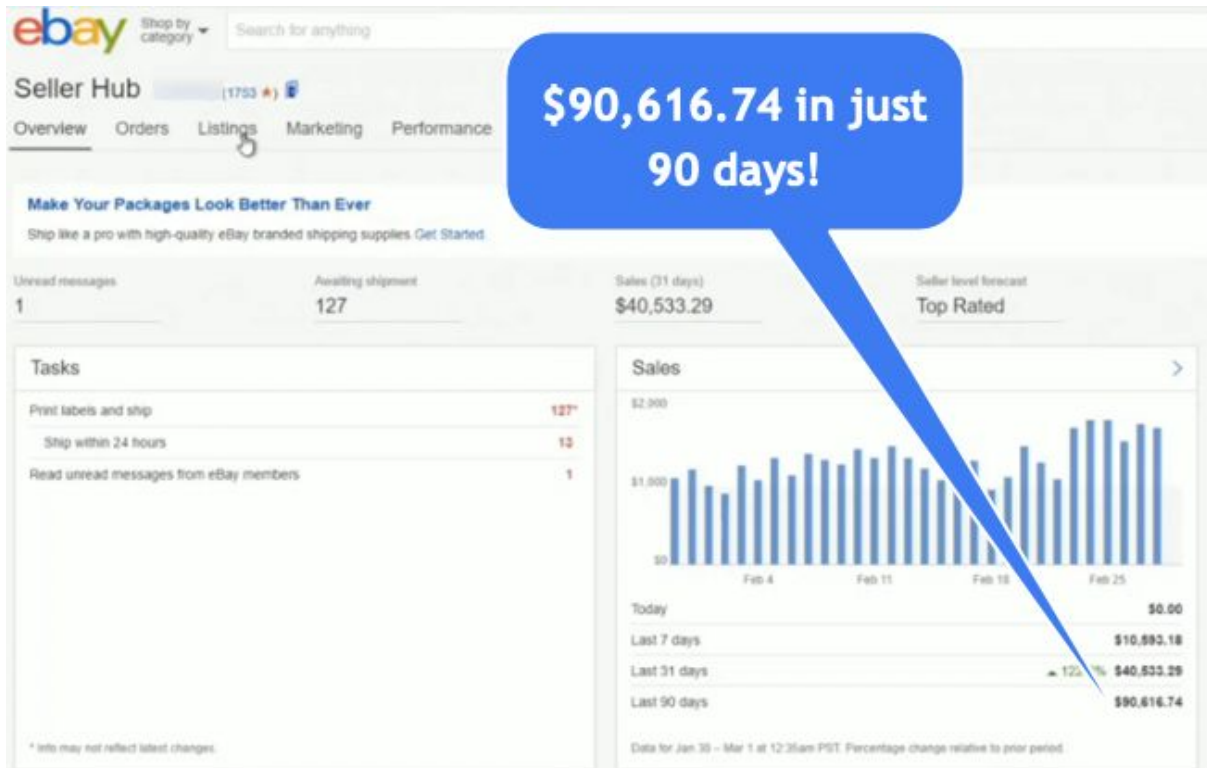 ebay
Shop by
category
Search for anything
$90,616.74 in just
90 days!
Seller Hub
(1753 ★)
Overview Orders Listings Marketing Performance
Make Your Packages Look Better Than Ever
Ship like a pro with high-quality eBay branded shipping supplies. Get Started
Unread messages
1
Awaiting shipment
127
Sales (31 days)
$40,533.29
Seller level forecast
Top Rated
Tasks
Print labels and ship 127*
Ship within 24 hours 13
Read unread messages from eBay members 1
* Info may not reflect latest changes.
Sales
$2,000
$1,000
$0
Feb 4 Feb 11 Feb 18 Feb 25
Today $0.00
Last 7 days $10,593.18
Last 31 days $40,533.29
Last 90 days $90,616.74
Data for Jan 30 – Mar 1 at 12:35am PST. Percentage change relative to prior period.